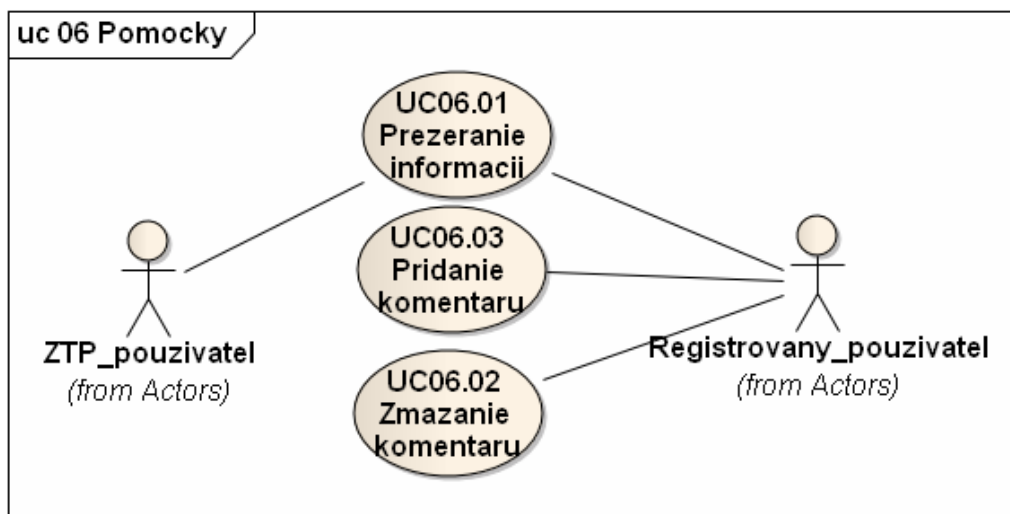 uc 06 Pomocky
UC06.01
Prezeranie
informacii
UC06.03
Pridanie
komentaru
ZTP_pouzivatel
(from Actors)
Registrovany_pouzivatel
(from Actors)
UC06.02
Zmazanie
komentaru